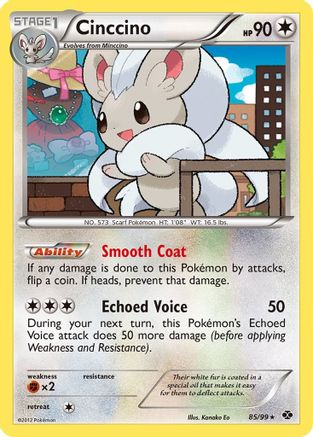 STAGE1
Cinccino
HP90
Evolves from Minccino
NO. 573 Scarf Pokémon HT: 1'08" WT: 16.5 lbs.
Ability Smooth Coat
If any damage is done to this Pokémon by attacks,
flip a coin. If heads, prevent that damage.
Echoed Voice 50
During your next turn, this Pokémon's Echoed
Voice attack does 50 more damage (before applying
Weakness and Resistance).
weakness resistance
×2
retreat
Their white fur is coated in a
special oil that makes it easy
for them to deflect attacks.
Illus. Kanako Eo
85/99 ★
©2012 Pokémon